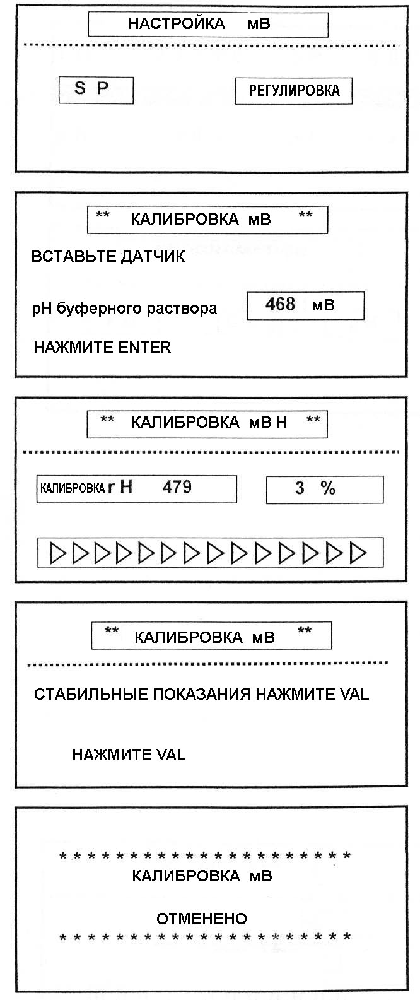 НАСТРОЙКА мВ
S P РЕГУЛИРОВКА
** КАЛИБРОВКА мВ **
ВСТАВЬТЕ ДАТЧИК
pH буферного раствора 468 мВ
НАЖМИТЕ ENTER
** КАЛИБРОВКА мВ Н **
КАЛИБРОВКА r H 479 3 %
** КАЛИБРОВКА мВ **
СТАБИЛЬНЫЕ ПОКАЗАНИЯ НАЖМИТЕ VAL
НАЖМИТЕ VAL
* * * * * * * * * * * * * * * * * * * * *
КАЛИБРОВКА мВ
ОТМЕНЕНО
* * * * * * * * * * * * * * * * * * * * *